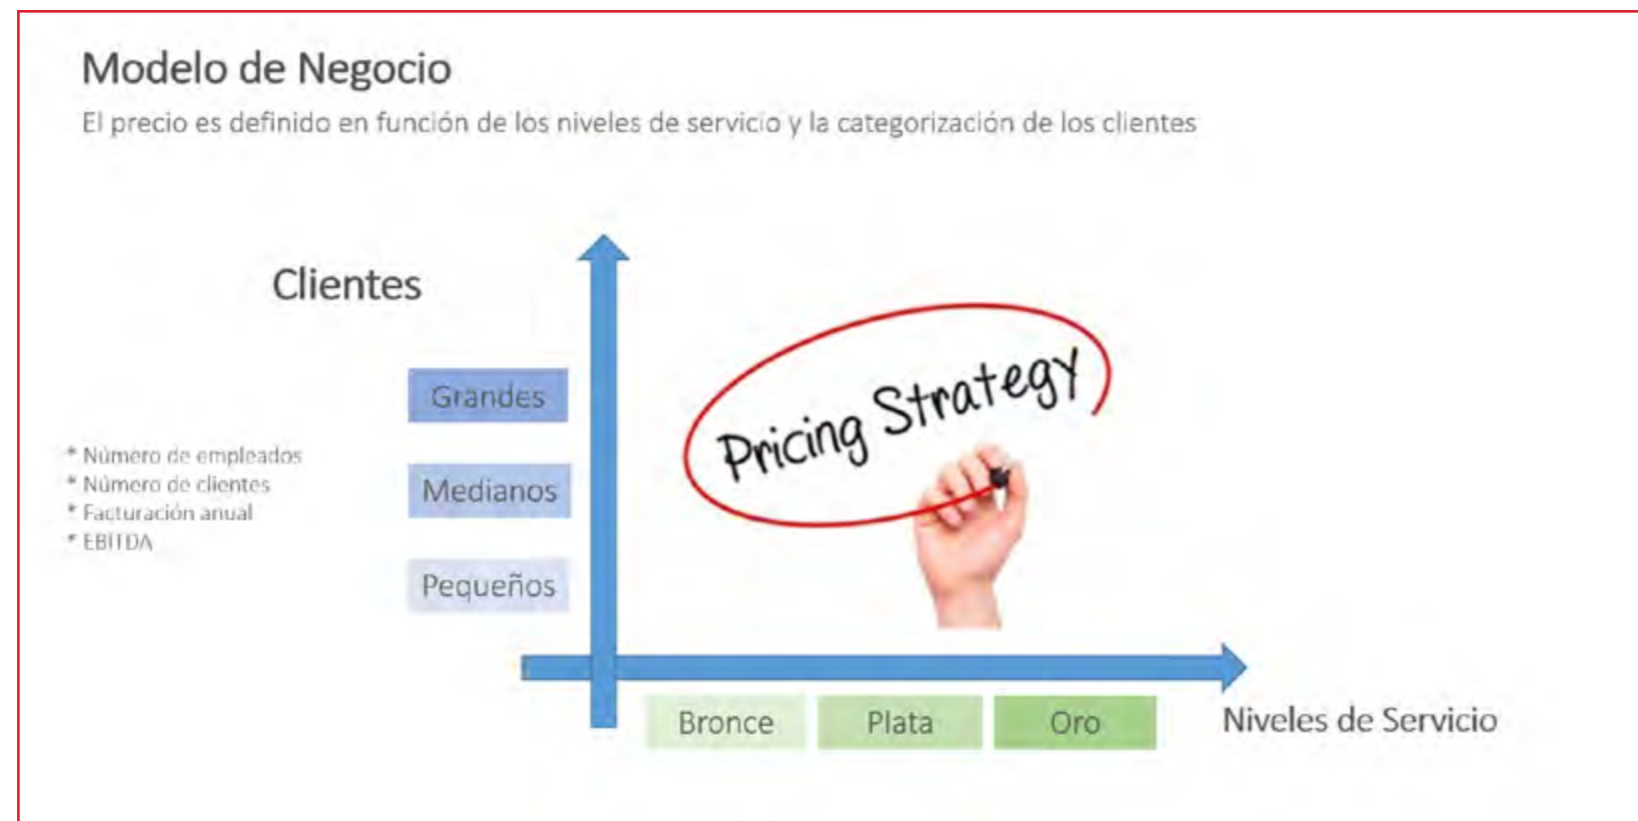 Modelo de Negocio
El precio es definido en función de los niveles de servicio y la categorización de los clientes
Clientes
Grandes
Medianos
Pequeños
* Número de empleados
* Número de clientes
* Facturación anual
* EBITDA
Pricing Strategy
Bronce
Plata
Oro
Niveles de Servicio